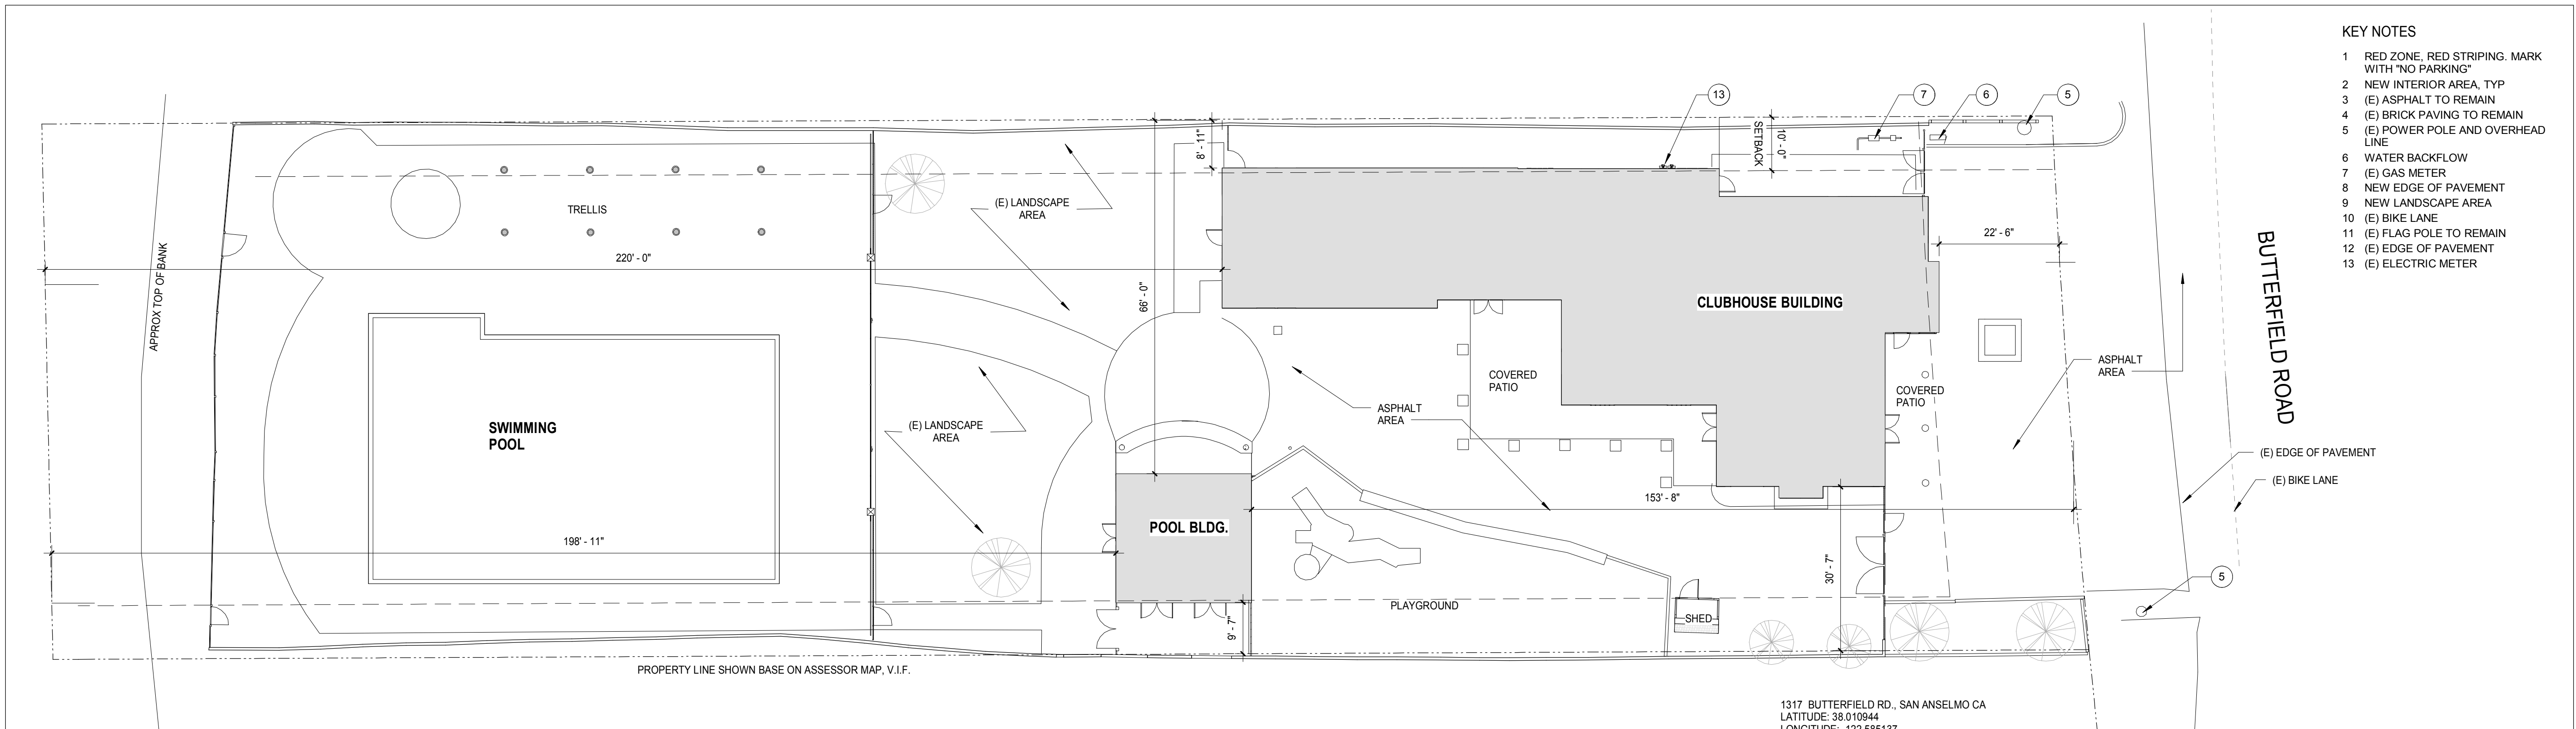 KEY NOTES
1 RED ZONE, RED STRIPING. MARK
WITH "NO PARKING"
2 NEW INTERIOR AREA, TYP
3 (E) ASPHALT TO REMAIN
4 (E) BRICK PAVING TO REMAIN
5 (E) POWER POLE AND OVERHEAD
LINE
6 WATER BACKFLOW
7 (E) GAS METER
8 NEW EDGE OF PAVEMENT
9 NEW LANDSCAPE AREA
10 (E) BIKE LANE
11 (E) FLAG POLE TO REMAIN
12 (E) EDGE OF PAVEMENT
13 (E) ELECTRIC METER
13
7
6
5
8' - 11"
SETBACK
10' - 0"
TRELLIS
(E) LANDSCAPE
AREA
APPROX TOP OF BANK
220' - 0"
66' - 0"
22' - 6"
BUTTERFIELD ROAD
CLUBHOUSE BUILDING
COVERED
PATIO
COVERED
PATIO
ASPHALT
AREA
ASPHALT
AREA
SWIMMING
POOL
(E) LANDSCAPE
AREA
(E) EDGE OF PAVEMENT
(E) BIKE LANE
153' - 8"
POOL BLDG.
198' - 11"
30' - 7"
5
PLAYGROUND
SHED
9' - 7"
PROPERTY LINE SHOWN BASE ON ASSESSOR MAP, V.I.F.
1317 BUTTERFIELD RD., SAN ANSELMO CA
LATITUDE: 38.010944
LONGITUDE: -122.585137